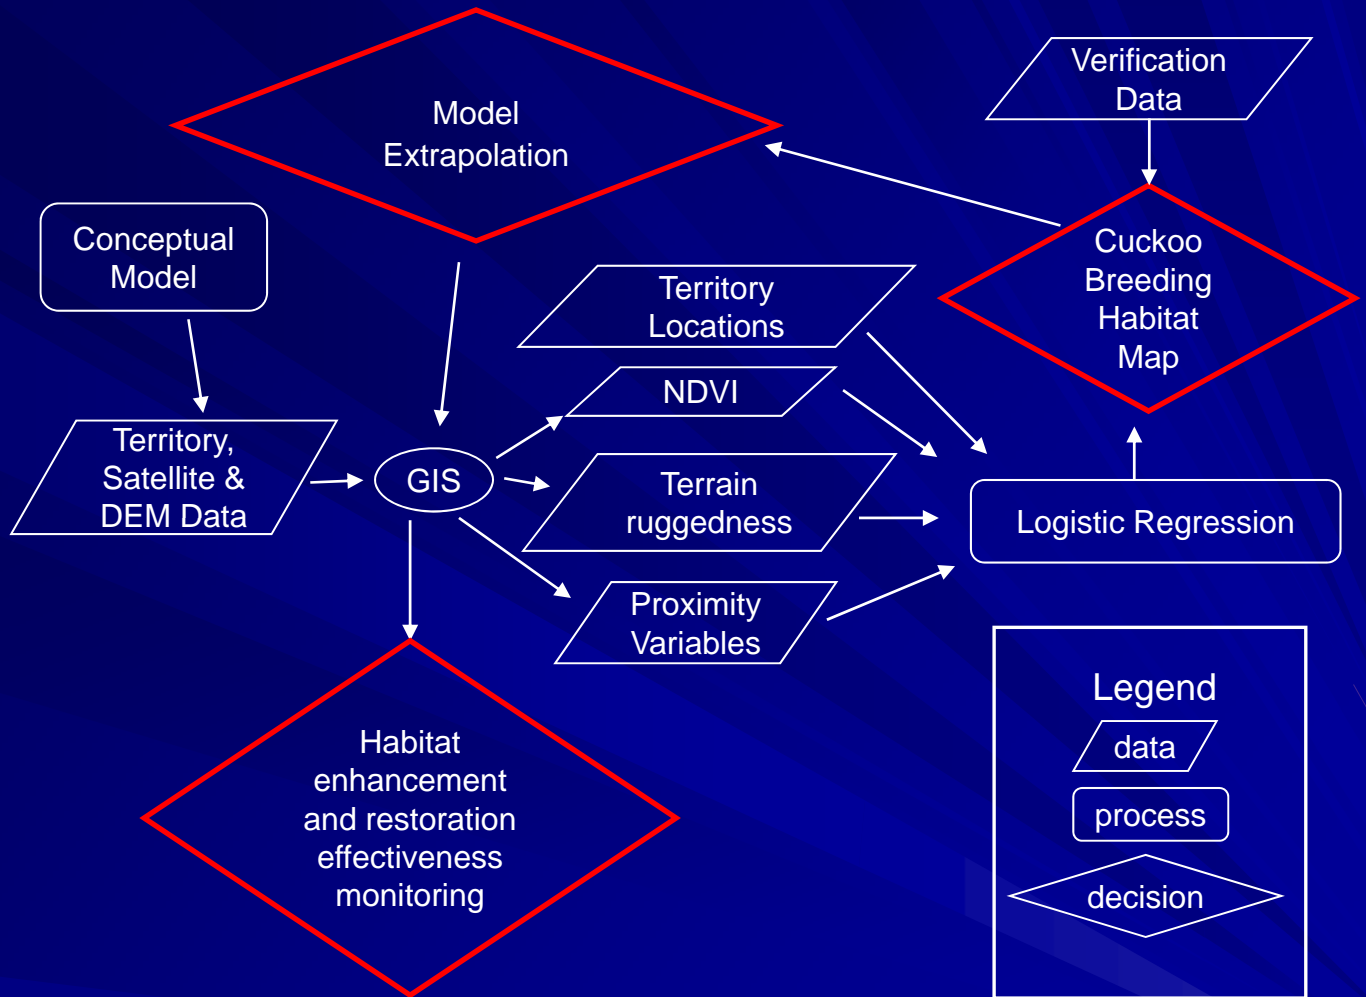 Model
Extrapolation
Verification
Data
Conceptual
Model
Cuckoo
Breeding
Habitat
Map
Territory
Locations
NDVI
Territory,
Satellite &
DEM Data
GIS
Terrain
ruggedness
Logistic Regression
Proximity
Variables
Habitat
enhancement
and restoration
effectiveness
monitoring
Legend
data
process
decision